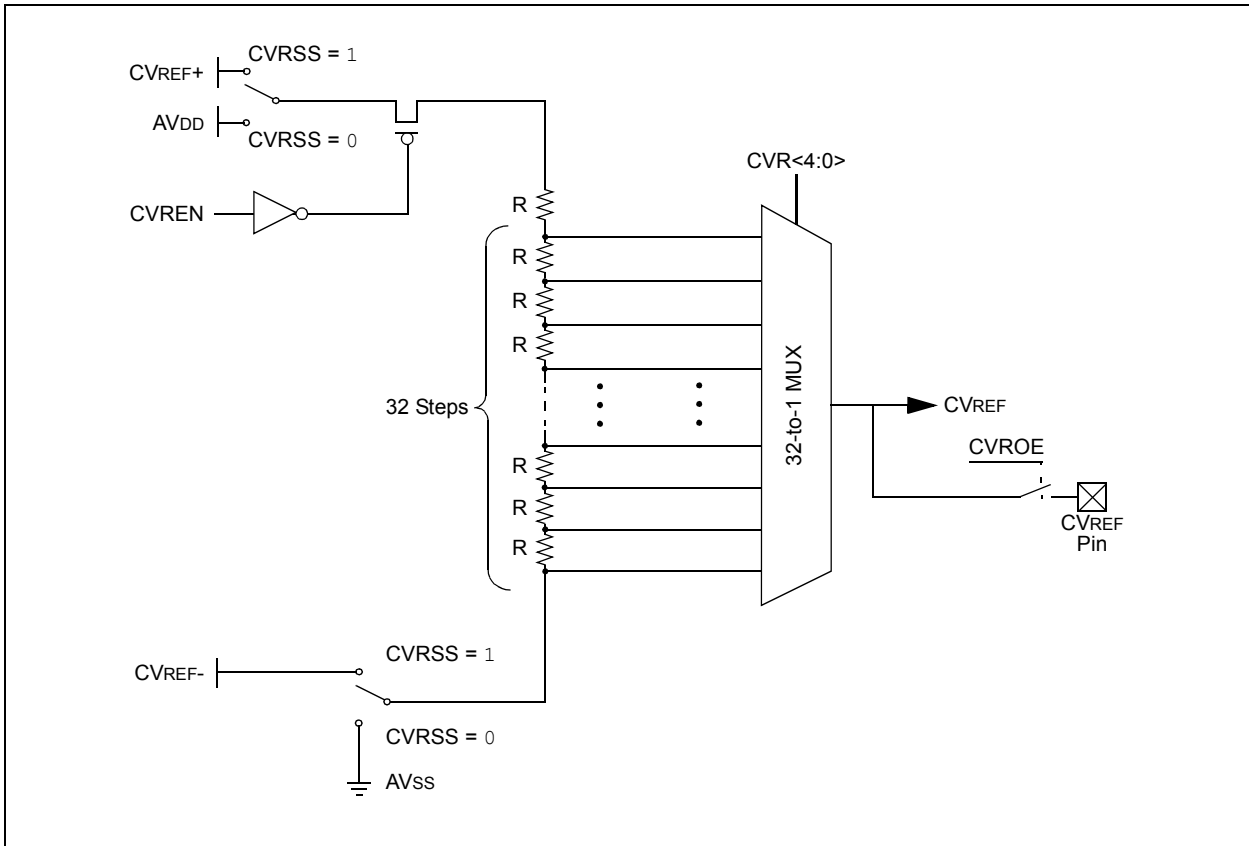 CVRSS = 1
CVREF+
AVDD
CVRSS = 0
CVR<4:0>
CVREN
R
R
R
R
32 Steps
32-to-1 MUX
CVREF
CVROE
R
R
R
CVREF
Pin
CVRSS = 1
CVREF-
CVRSS = 0
AVSS